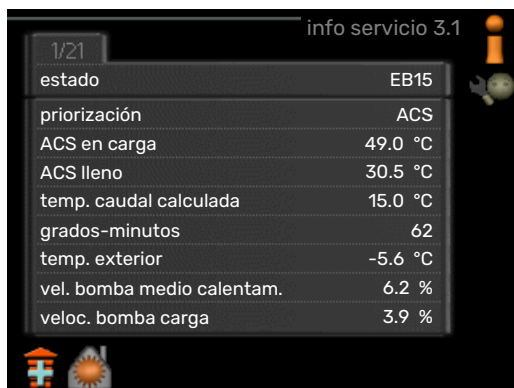 info servicio 3.1
1/21
estado EB15
priorización ACS
ACS en carga 49.0 °C
ACS lleno 30.5 °C
temp. caudal calculada 15.0 °C
grados-minutos 62
temp. exterior -5.6 °C
vel. bomba medio calentam. 6.2 %
veloc. bomba carga 3.9 %